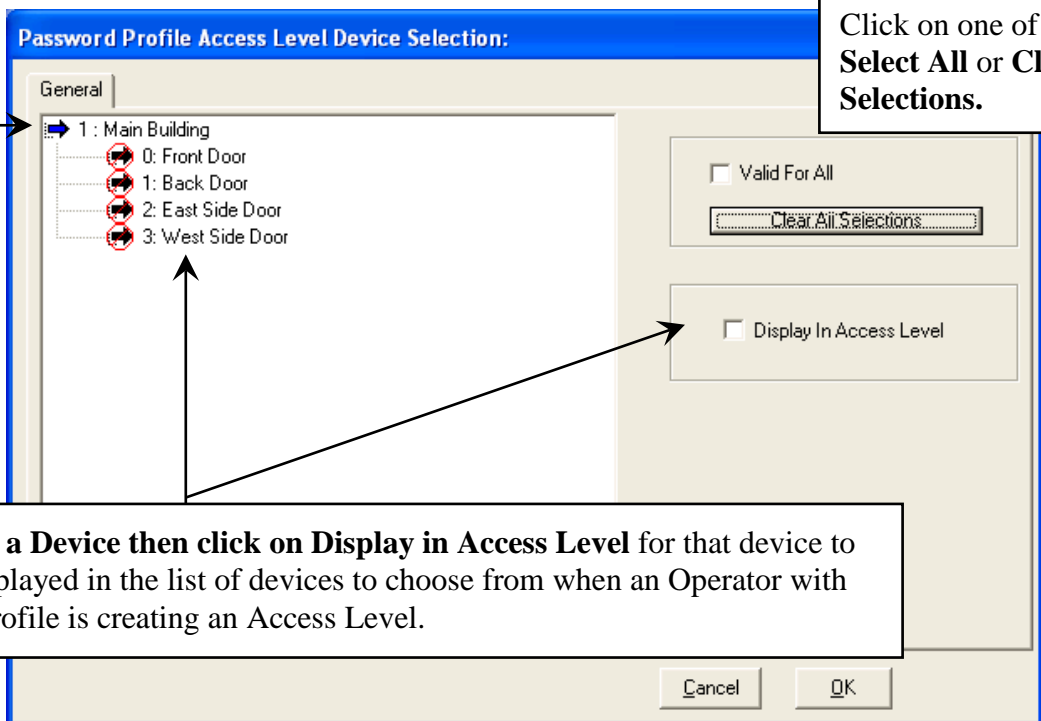 Click on one of
Select All or Cl
Selections.
Password Profile Access Level Device Selection:
General
1 : Main Building
0: Front Door
1: Back Door
2: East Side Door
3: West Side Door
Valid For All
Clear All Selections
Display In Access Level
a Device then click on Display in Access Level for that device to
played in the list of devices to choose from when an Operator with
rofile is creating an Access Level.
Cancel
OK